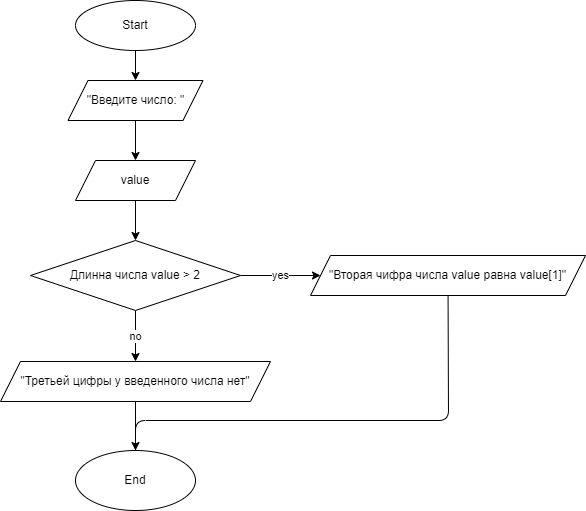 Start
"Введите число: "
value
Длинна числа value > 2
yes
"Вторая чифра числа value равна value[1]"
no
"Третьей цифры у введенного числа нет"
End